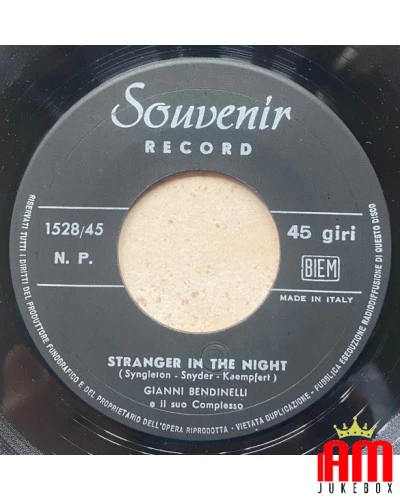 Souvenir
RECORD
1528/45
45 giri
N. P.
BIEM
MADE IN ITALY
STRANGER IN THE NIGHT
(Syngleton - Snyder - Kaempfert)
GIANNI BENDINELLI
e il suo Complesso
RISERVATI TUTTI I DIRITTI DEL PRODUTTORE FONOGRAFICO E DEL PROPRIETARIO DELL'OPERA RIPRODOTTA - VIETATA DUPLICAZIONE - PUBBLICA ESECUZIONE RADIODIFFUSIONE DI QUESTO DISCO
IAM
JUKEBOX